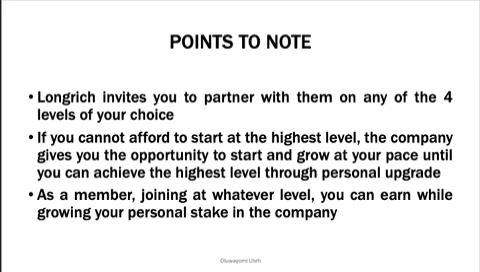 POINTS TO NOTE
• Longrich invites you to partner with them on any of the 4
levels of your choice
• If you cannot afford to start at the highest level, the company
gives you the opportunity to start and grow at your pace until
you can achieve the highest level through personal upgrade
• As a member, joining at whatever level, you can earn while
growing your personal stake in the company
Oluwayomi Uteh